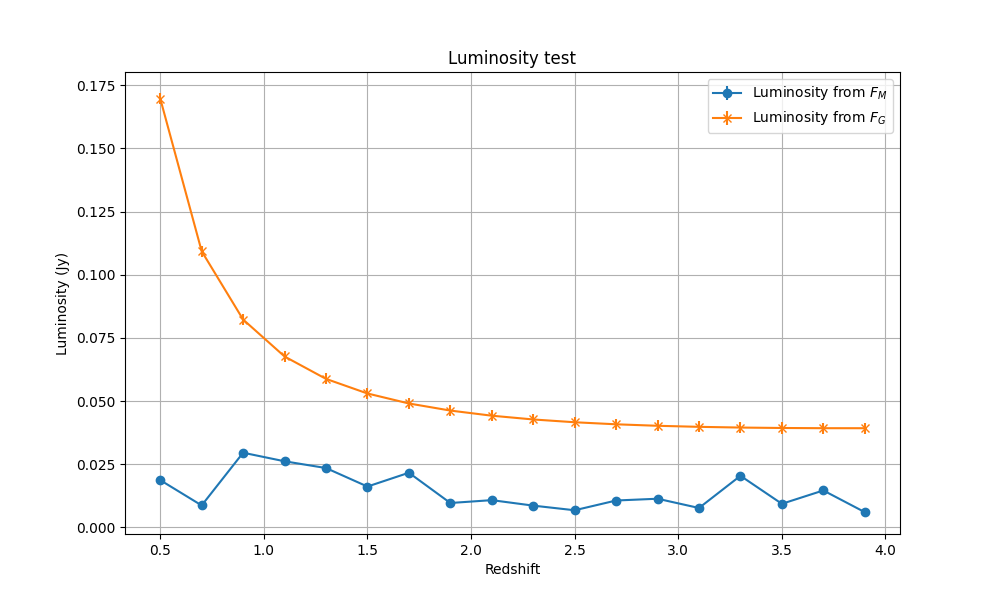 Luminosity test
Luminosity from F_M
Luminosity from F_G
0.175
0.150
0.125
0.100
0.075
0.050
0.025
0.000
Luminosity (Jy)
0.5 1.0 1.5 2.0 2.5 3.0 3.5 4.0
Redshift